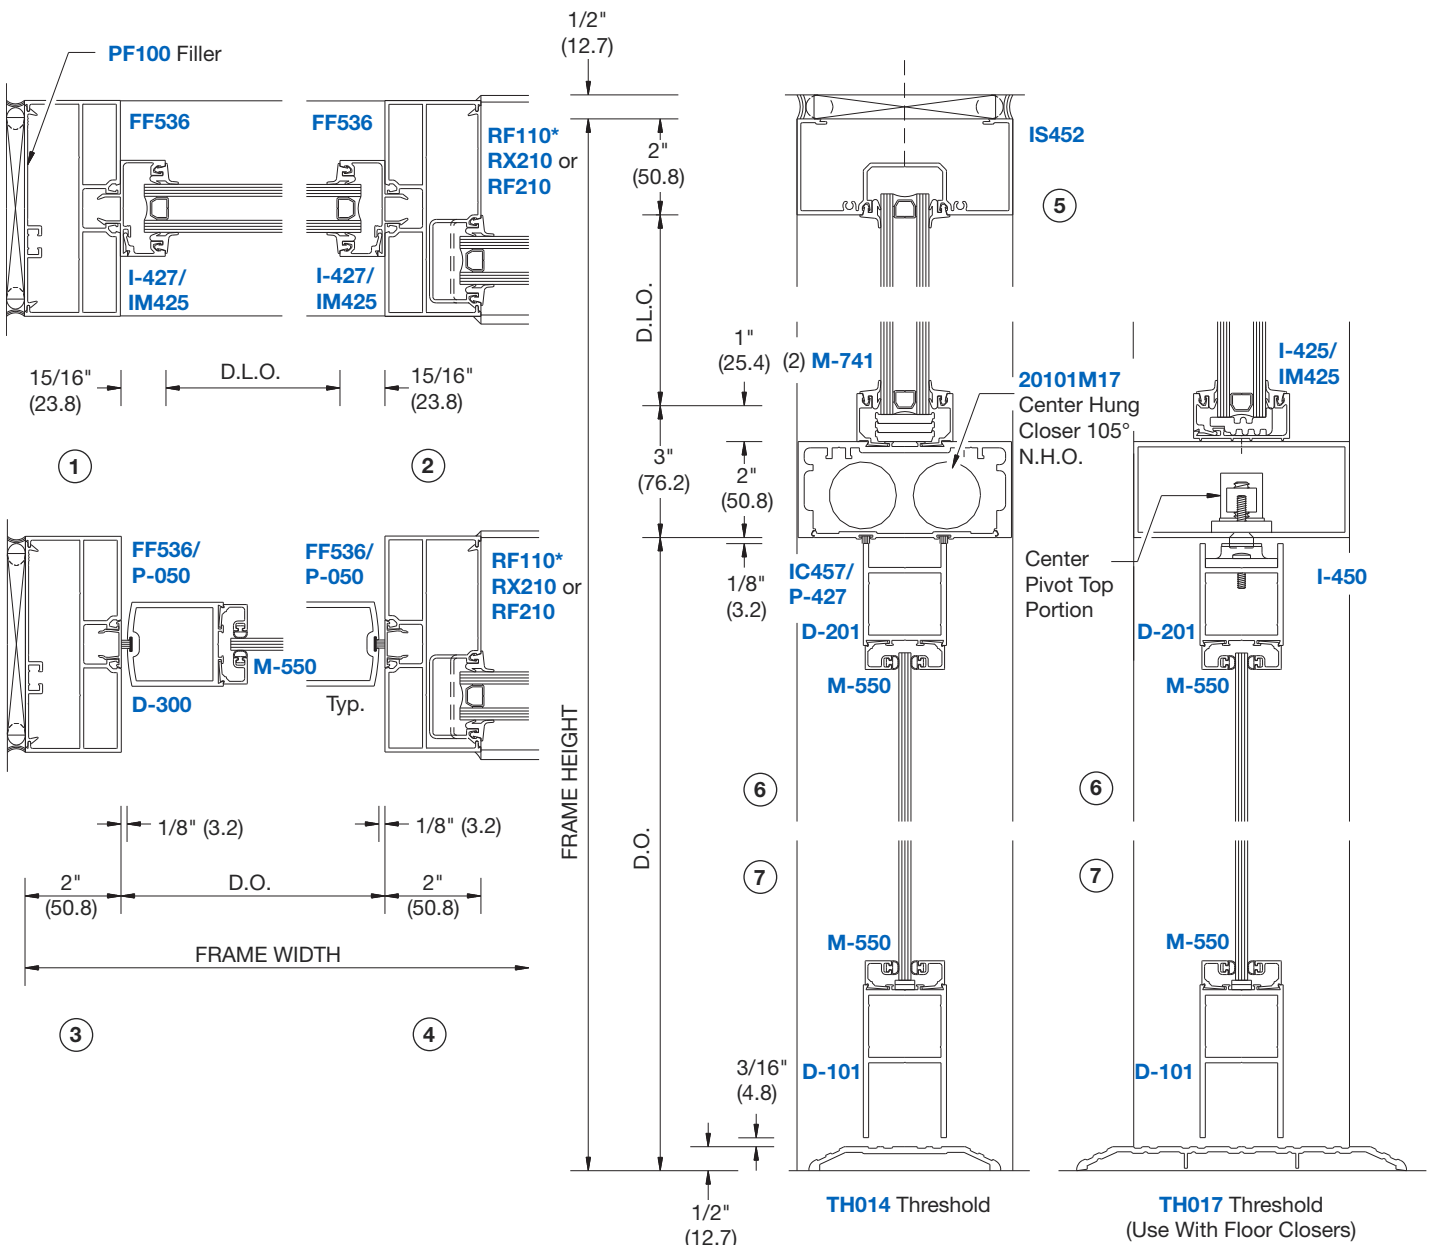 PF100 Filler
FF536
FF536
RF110*
RX210 or
RF210
I-427/
IM425
I-427/
IM425
15/16"
(23.8)
D.L.O.
15/16"
(23.8)
1
2
FF536/
P-050
FF536/
P-050
RF110*
RX210 or
RF210
M-550
D-300
Typ.
1/8" (3.2)
1/8" (3.2)
2"
(50.8)
D.O.
2"
(50.8)
FRAME WIDTH
3
4
1/2"
(12.7)
2"
(50.8)
IS452
5
D.L.O.
1"
(25.4)
(2) M-741
20101M17
Center Hung
Closer 105°
N.H.O.
I-425/
IM425
3"
(76.2)
2"
(50.8)
1/8"
(3.2)
IC457/
P-427
D-201
M-550
Center
Pivot Top
Portion
I-450
D-201
M-550
FRAME HEIGHT
D.O.
6
6
7
7
M-550
M-550
3/16"
(4.8)
D-101
D-101
1/2"
(12.7)
TH014 Threshold
TH017 Threshold
(Use With Floor Closers)